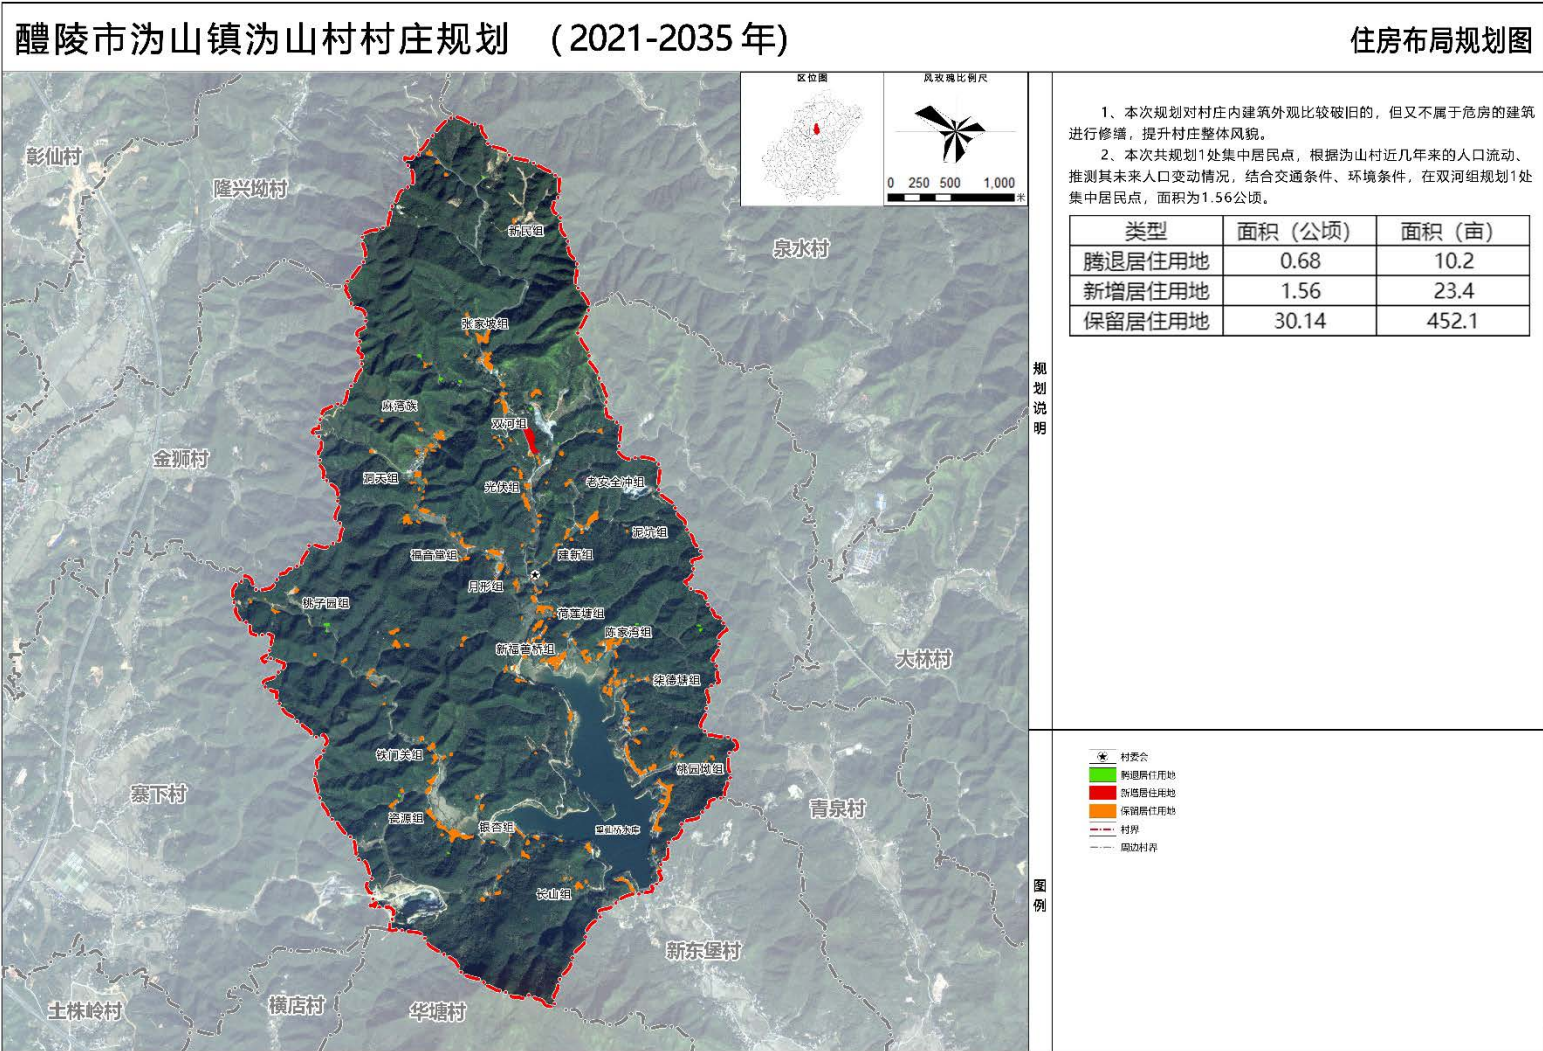 醴陵市沩山镇沩山村村庄规划 (2021-2035年)
住房布局规划图
区位图
风玫瑰比例尺
0 250 500 1,000
米
彭仙村
隆兴坳村
泉水村
金狮村
大林村
寨下村
青泉村
新东堡村
土株岭村
横店村
华塘村
新民组
张家坡组
麻湾族
双河组
洞天组
光伏组
老安全冲组
泥坑组
福音堂组
建新组
月形组
桃子园组
荷莲塘组
陈家湾组
新福善桥组
栾德塘组
铁门关组
桃园坳组
瓷源组
银杏组
长山组
规划说明
1、本次规划对村庄内建筑外观比较破旧的，但又不属于危房的建筑
进行修缮，提升村庄整体风貌。
2、本次共规划1处集中居民点，根据沩山村近几年来的人口流动、
推测其未来人口变动情况，结合交通条件、环境条件，在双河组规划1处
集中居民点，面积为1.56公顷。
类型 面积（公顷） 面积（亩）
腾退居住用地 0.68 10.2
新增居住用地 1.56 23.4
保留居住用地 30.14 452.1
图例
村委会
腾退居住用地
新增居住用地
保留居住用地
村界
周边村界